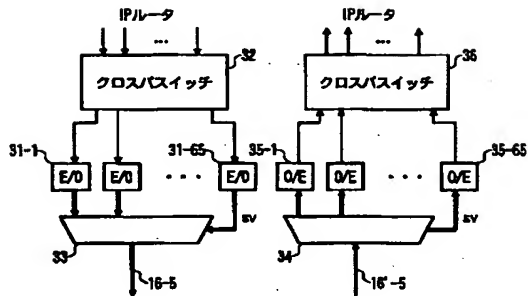 IPルータ
...
32
クロスバスイッチ
31-1
31-65
E/O
E/O
...
E/O
SV
33
16-5
IPルータ
...
36
クロスバスイッチ
35-1
35-65
O/E
O/E
...
O/E
SV
34
16'-5